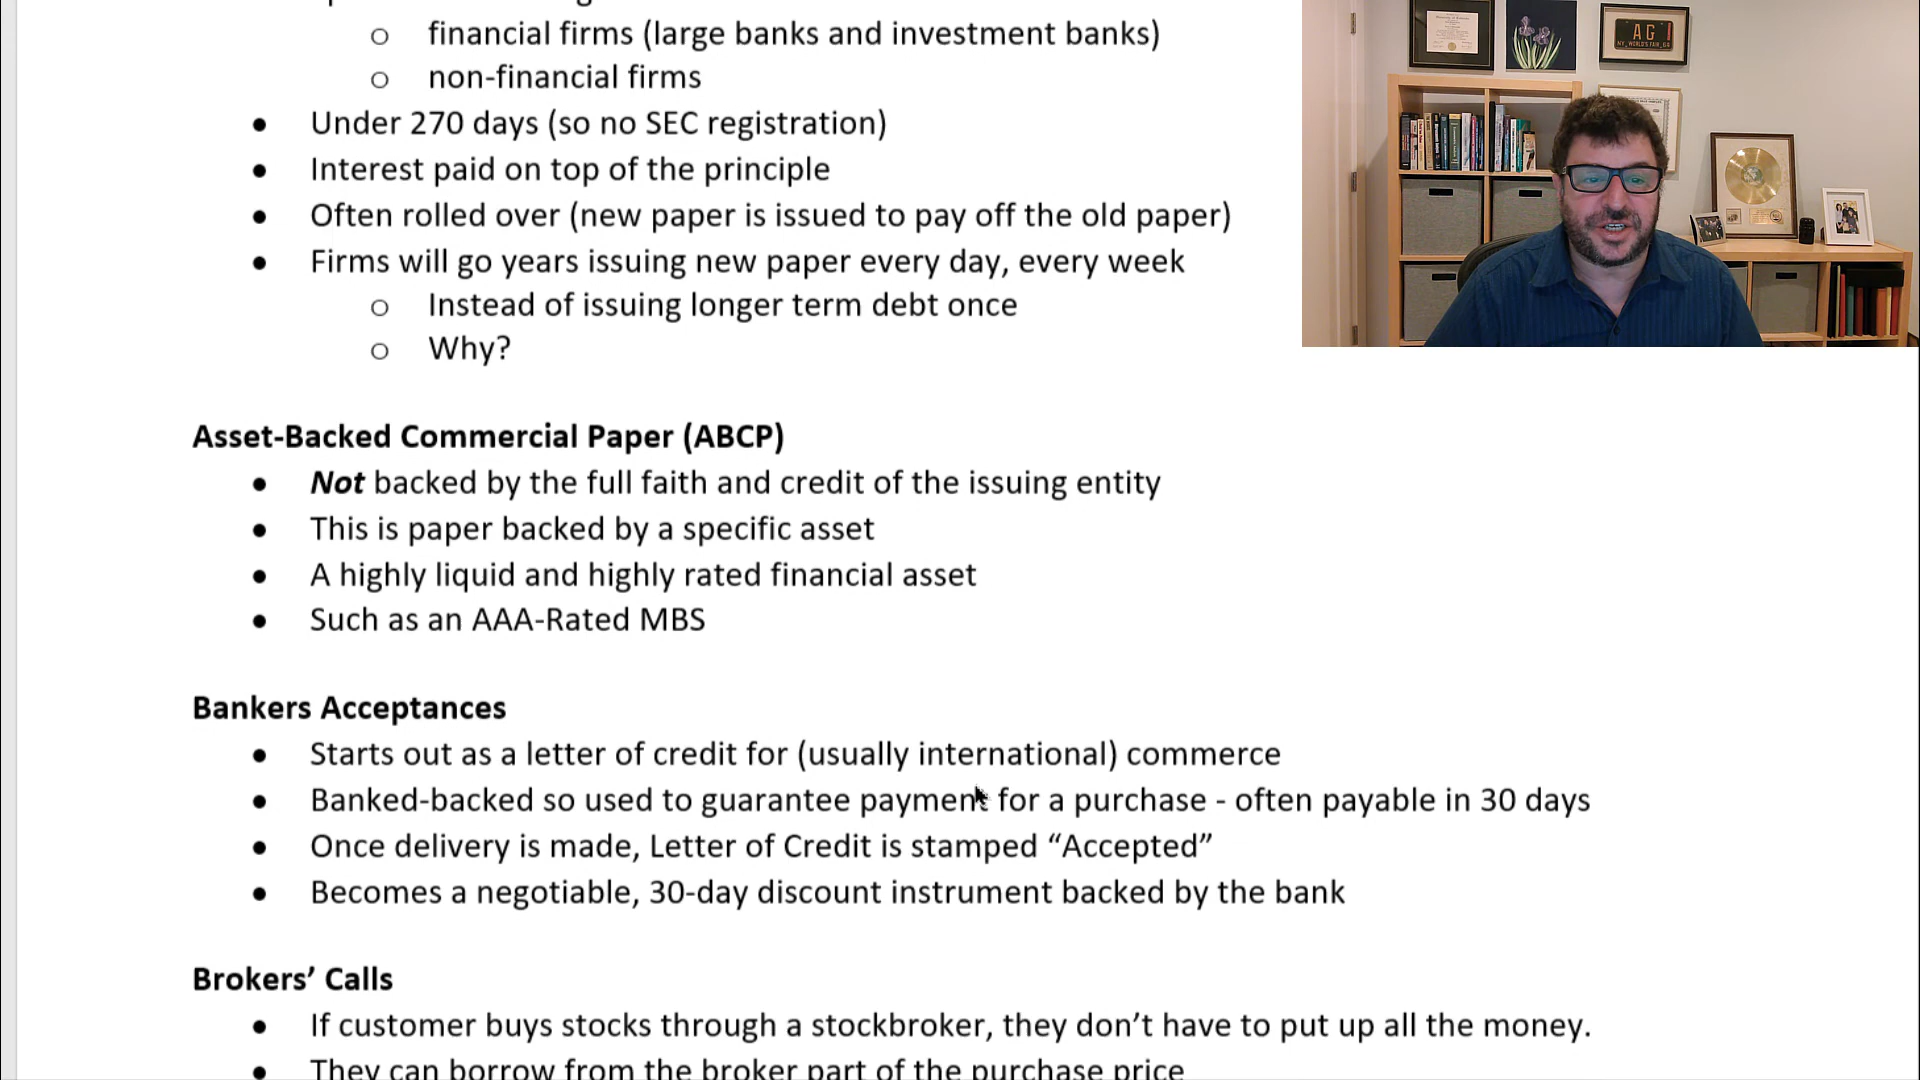 ○ financial firms (large banks and investment banks)
○ non-financial firms
● Under 270 days (so no SEC registration)
● Interest paid on top of the principle
● Often rolled over (new paper is issued to pay off the old paper)
● Firms will go years issuing new paper every day, every week
○ Instead of issuing longer term debt once
○ Why?
Asset-Backed Commercial Paper (ABCP)
● Not backed by the full faith and credit of the issuing entity
● This is paper backed by a specific asset
● A highly liquid and highly rated financial asset
● Such as an AAA-Rated MBS
Bankers Acceptances
● Starts out as a letter of credit for (usually international) commerce
● Banked-backed so used to guarantee payment for a purchase - often payable in 30 days
● Once delivery is made, Letter of Credit is stamped “Accepted”
● Becomes a negotiable, 30-day discount instrument backed by the bank
Brokers’ Calls
● If customer buys stocks through a stockbroker, they don’t have to put up all the money.
● They can borrow from the broker part of the purchase price
AG 1